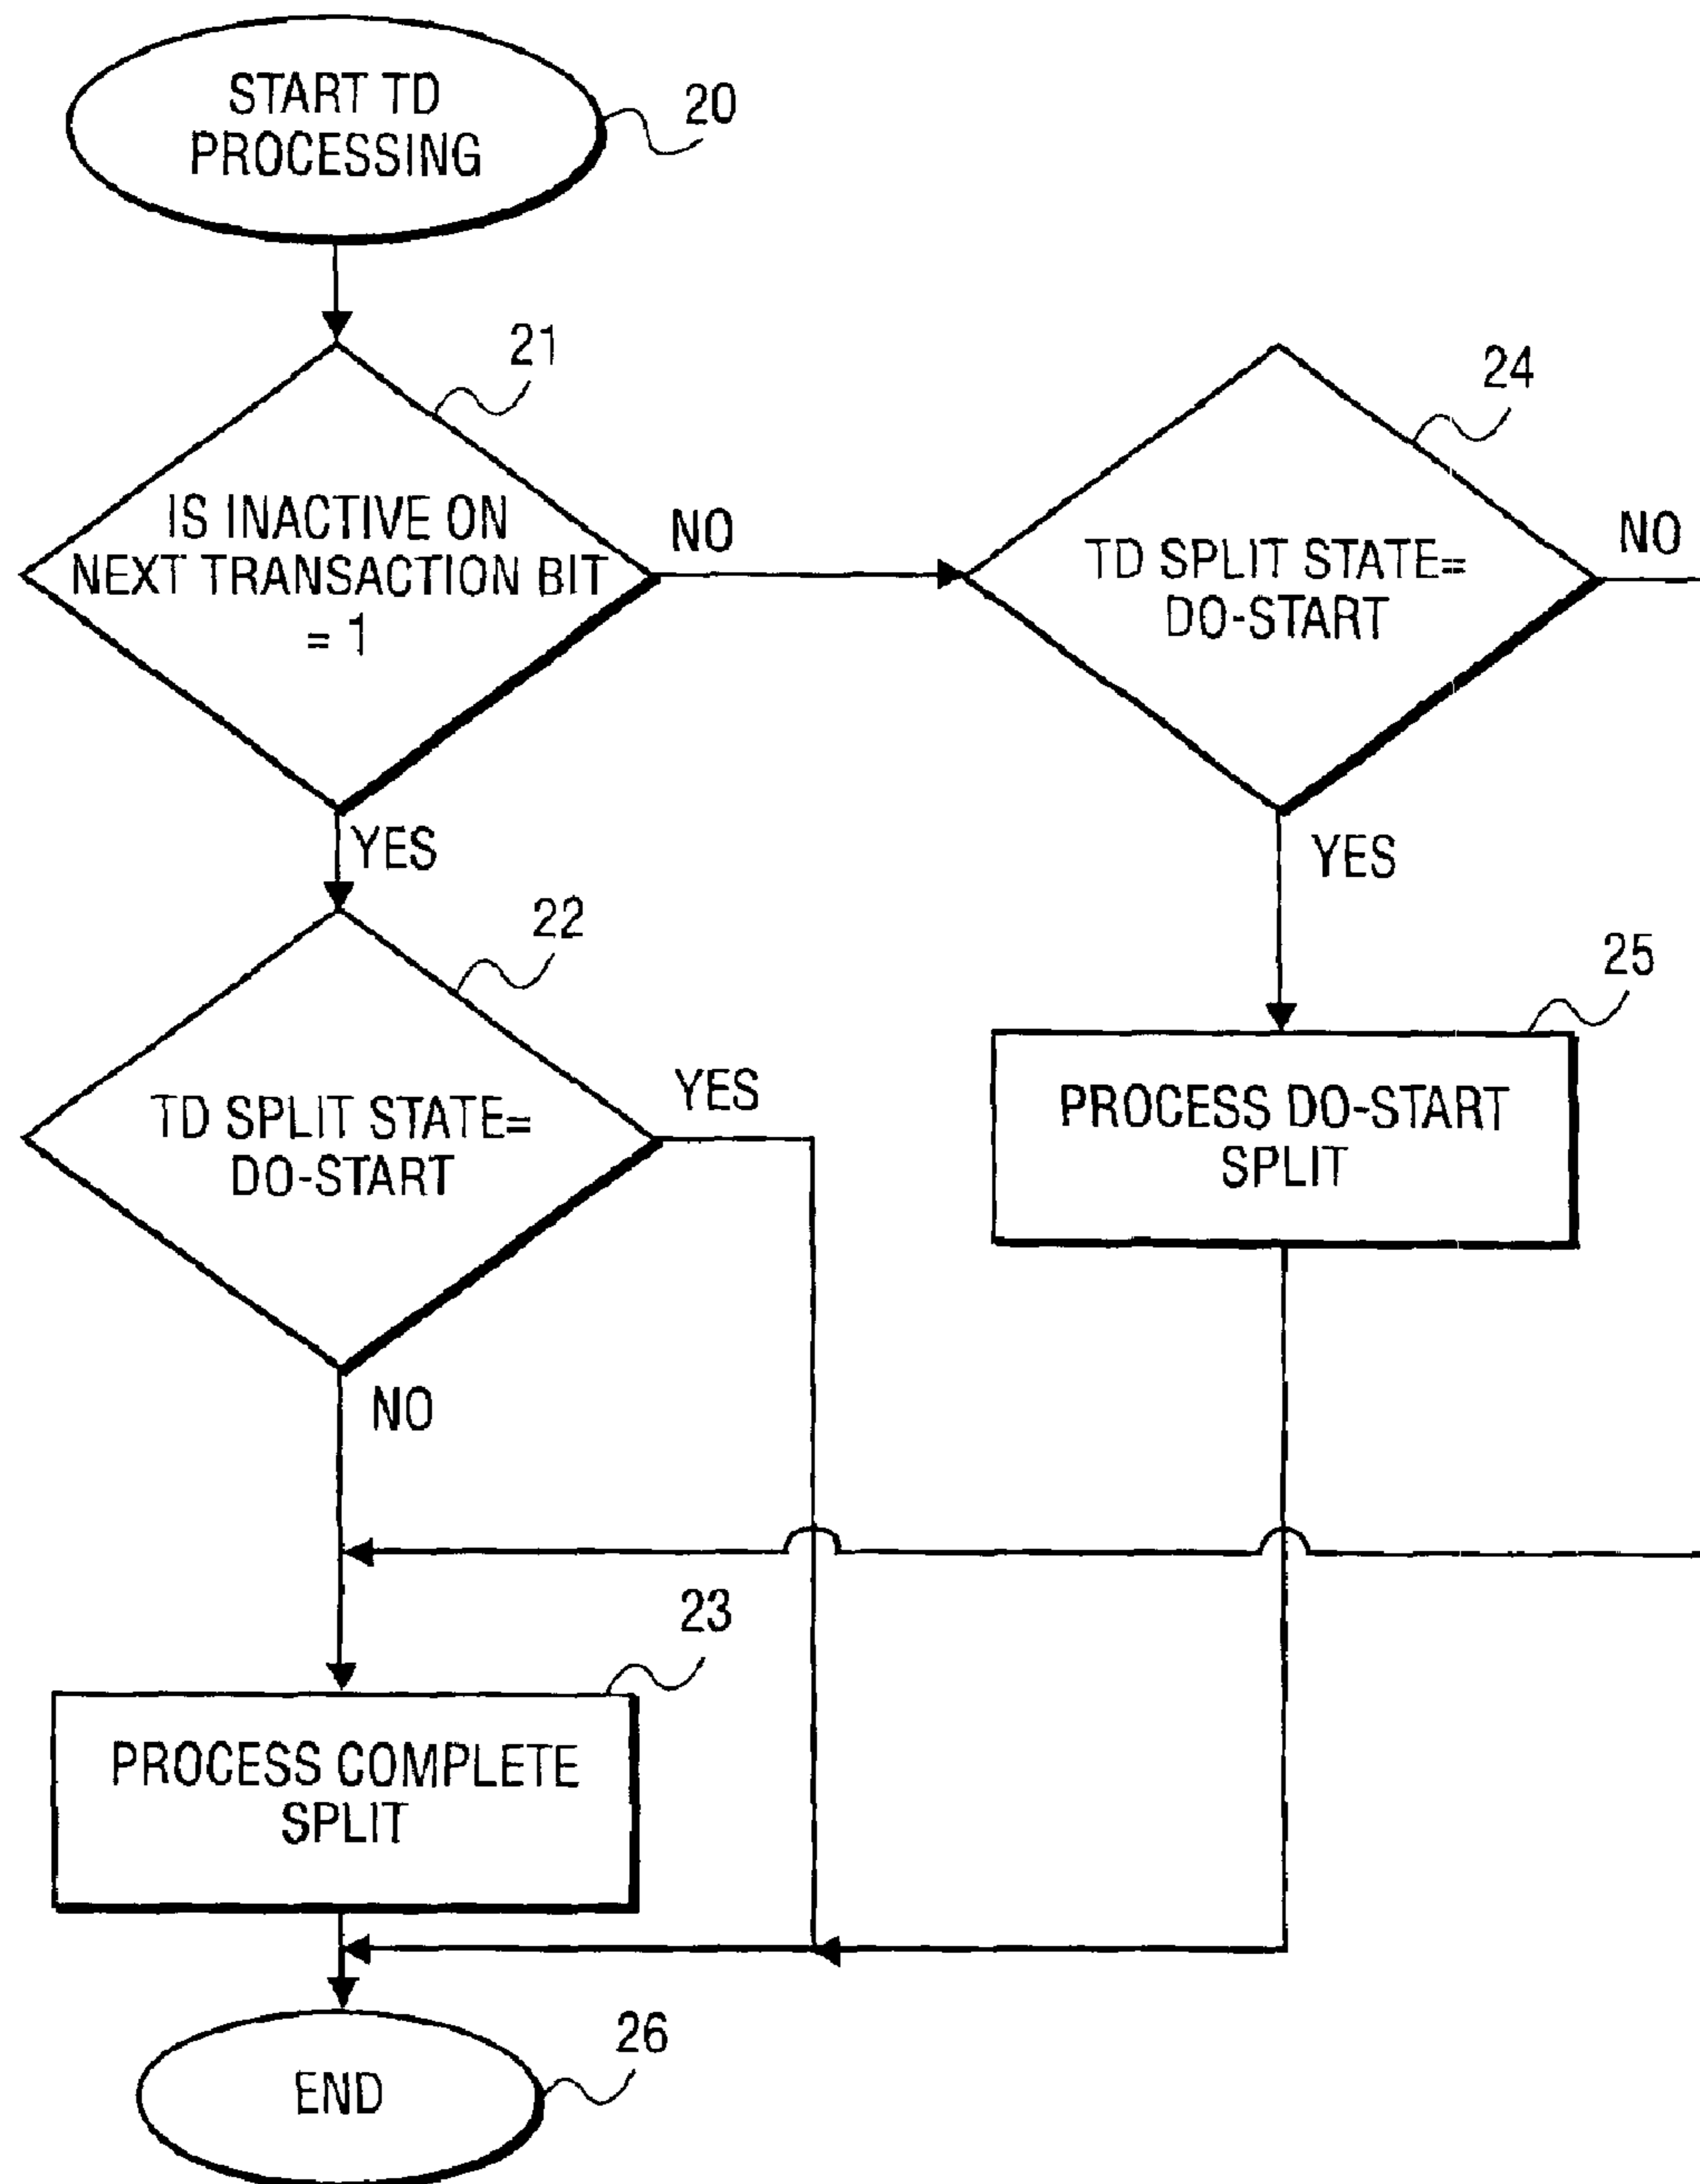 START TD
PROCESSING
20
21
IS INACTIVE ON
NEXT TRANSACTION BIT
= 1
NO
24
TD SPLIT STATE=
DO-START
NO
YES
YES
22
TD SPLIT STATE=
DO-START
YES
25
PROCESS DO-START
SPLIT
NO
23
PROCESS COMPLETE
SPLIT
26
END